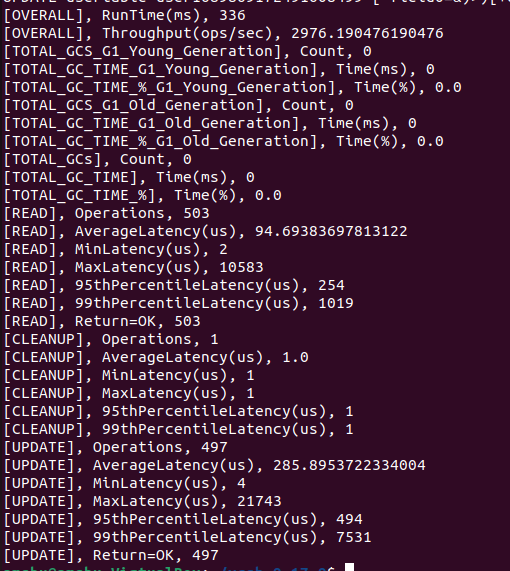 [OVERALL], RunTime(ms), 336
[OVERALL], Throughput(ops/sec), 2976.190476190476
[TOTAL_GCS_G1_Young_Generation], Count, 0
[TOTAL_GC_TIME_G1_Young_Generation], Time(ms), 0
[TOTAL_GC_TIME_%_G1_Young_Generation], Time(%), 0.0
[TOTAL_GCS_G1_Old_Generation], Count, 0
[TOTAL_GC_TIME_G1_Old_Generation], Time(ms), 0
[TOTAL_GC_TIME_%_G1_Old_Generation], Time(%), 0.0
[TOTAL_GCs], Count, 0
[TOTAL_GC_TIME], Time(ms), 0
[TOTAL_GC_TIME_%], Time(%), 0.0
[READ], Operations, 503
[READ], AverageLatency(us), 94.69383697813122
[READ], MinLatency(us), 2
[READ], MaxLatency(us), 10583
[READ], 95thPercentileLatency(us), 254
[READ], 99thPercentileLatency(us), 1019
[READ], Return=OK, 503
[CLEANUP], Operations, 1
[CLEANUP], AverageLatency(us), 1.0
[CLEANUP], MinLatency(us), 1
[CLEANUP], MaxLatency(us), 1
[CLEANUP], 95thPercentileLatency(us), 1
[CLEANUP], 99thPercentileLatency(us), 1
[UPDATE], Operations, 497
[UPDATE], AverageLatency(us), 285.8953722334004
[UPDATE], MinLatency(us), 4
[UPDATE], MaxLatency(us), 21743
[UPDATE], 95thPercentileLatency(us), 494
[UPDATE], 99thPercentileLatency(us), 7531
[UPDATE], Return=OK, 497